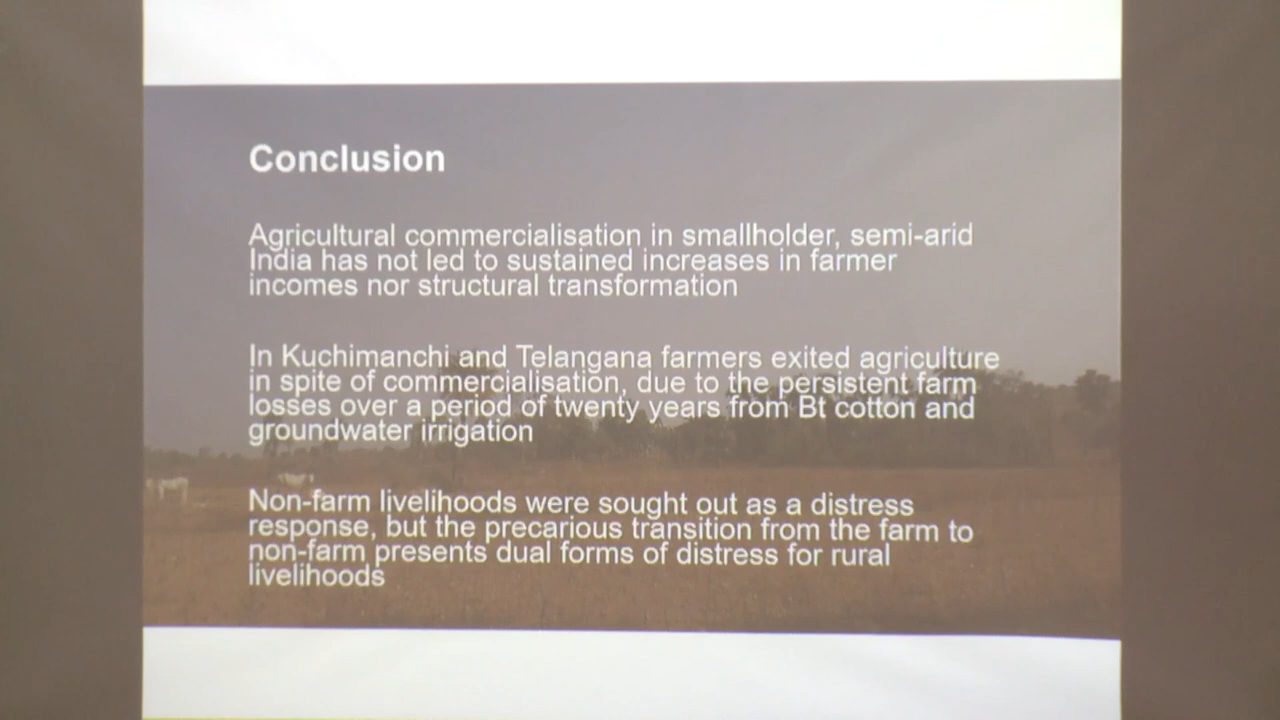 Conclusion
Agricultural commercialisation in smallholder, semi-arid
India has not led to sustained increases in farmer
incomes nor structural transformation
In Kuchimanchi and Telangana farmers exited agriculture
in spite of commercialisation, due to the persistent farm
losses over a period of twenty years from Bt cotton and
groundwater irrigation
Non-farm livelihoods were sought out as a distress
response, but the precarious transition from the farm to
non-farm presents dual forms of distress for rural
livelihoods